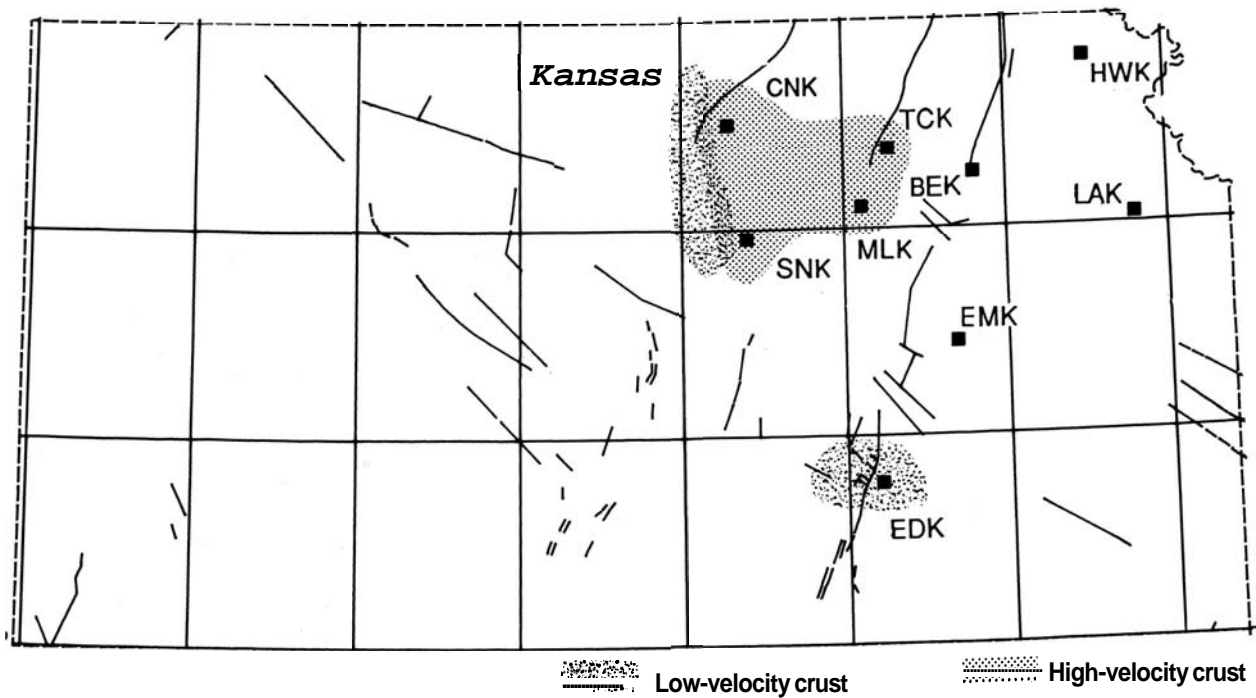 HWK
Kansas
CNK
TCK
BEK
LAK
MLK
SNK
EMK
EDK
Low-velocity crust
High-velocity crust